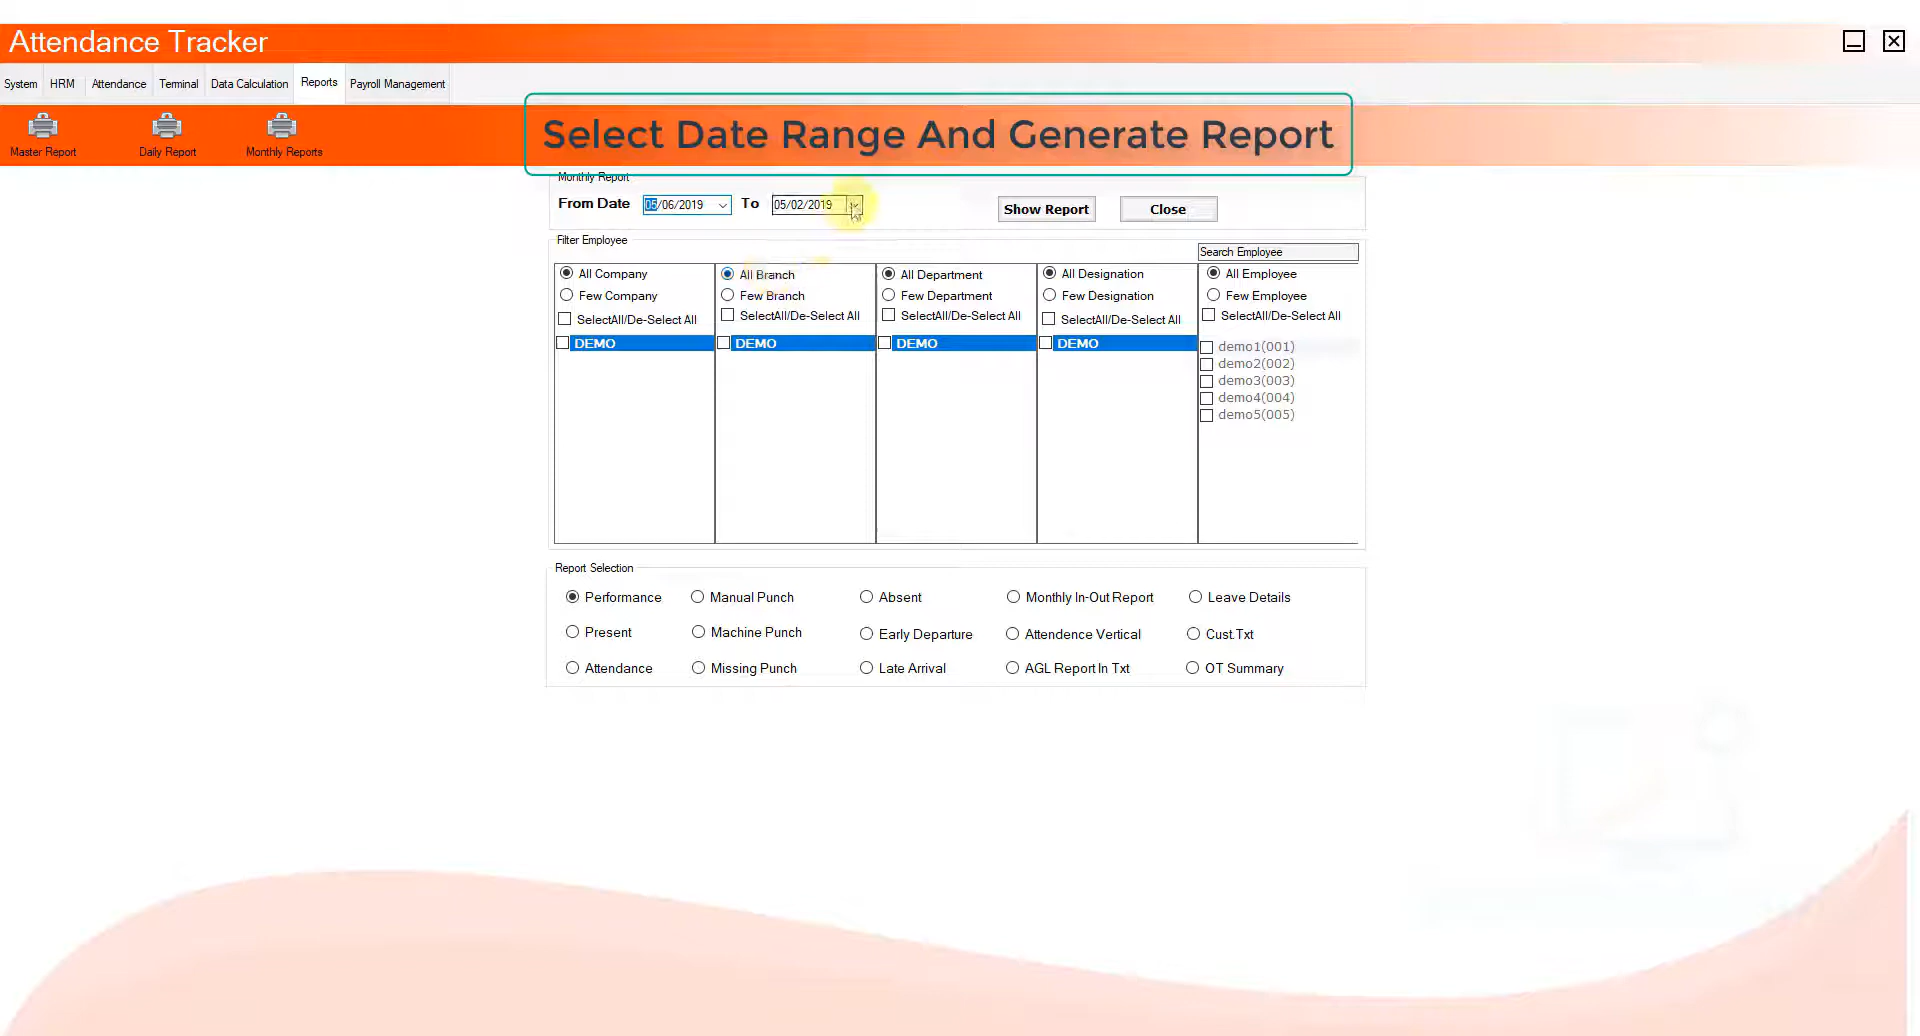 Attendance Tracker
System HRM Attendance Terminal Data Calculation Reports Payroll Management
Master Report Daily Report Monthly Reports
Select Date Range And Generate Report
Monthly Report
From Date 05/06/2019 To 05/02/2019 Show Report Close
Filter Employee
Search Employee
All Company All Branch All Department All Designation All Employee
Few Company Few Branch Few Department Few Designation Few Employee
SelectAll/De-Select All SelectAll/De-Select All SelectAll/De-Select All SelectAll/De-Select All SelectAll/De-Select All
DEMO DEMO DEMO DEMO
demo1(001)
demo2(002)
demo3(003)
demo4(004)
demo5(005)
Report Selection
Performance Manual Punch Absent Monthly In-Out Report Leave Details
Present Machine Punch Early Departure Attendence Vertical Cust.Txt
Attendance Missing Punch Late Arrival AGL Report In Txt OT Summary